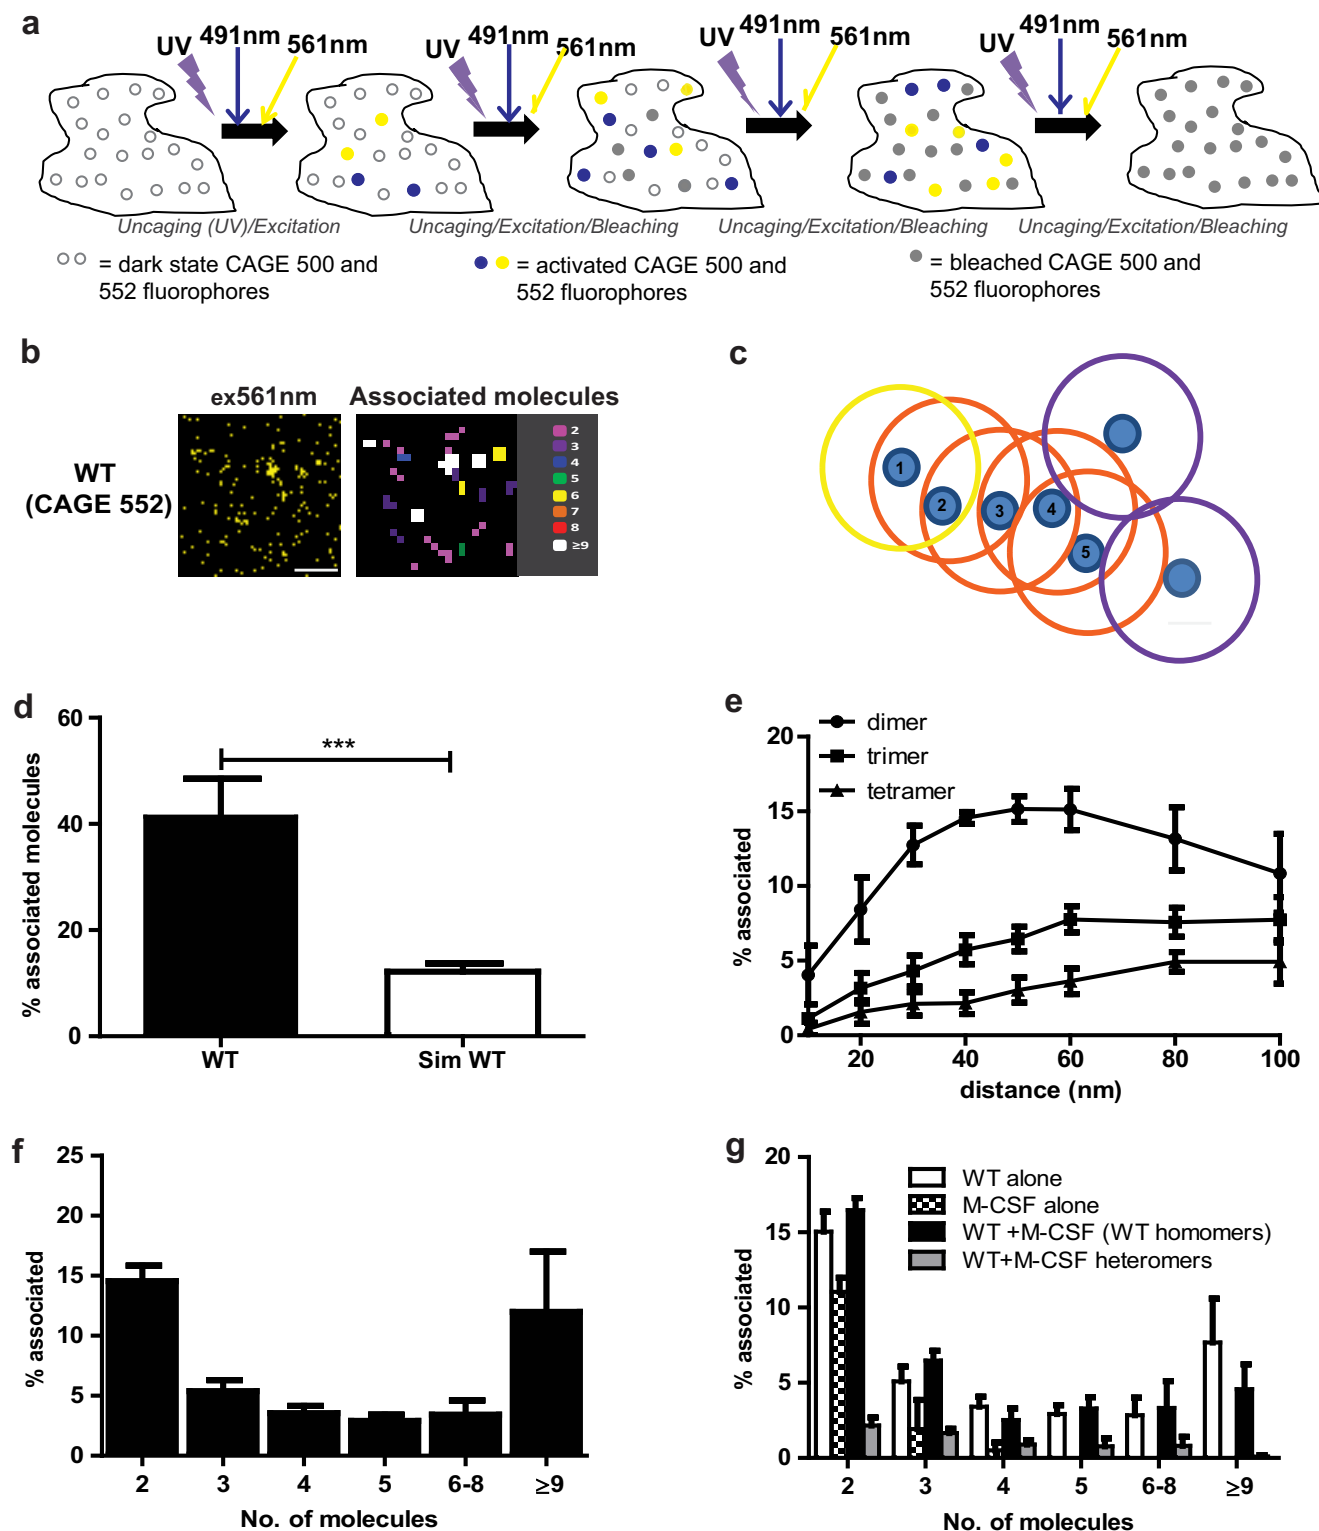 a
UV 491nm 561nm UV 491nm 561nm UV 491nm 561nm UV 491nm 561nm
Uncaging (UV)/Excitation Uncaging/Excitation/Bleaching Uncaging/Excitation/Bleaching Uncaging/Excitation/Bleaching
= dark state CAGE 500 and
552 fluorophores
= activated CAGE 500 and
552 fluorophores
= bleached CAGE 500 and
552 fluorophores
b
ex561nm Associated molecules
WT
(CAGE 552)
2
3
4
5
6
7
8
≥9
c
1
2
3
4
5
d
% associated molecules
60
40
20
0
***
WT Sim WT
e
dimer
trimer
tetramer
% associated
20
15
10
5
0
20 40 60 80 100
distance (nm)
f
% associated
25
20
15
10
5
0
2 3 4 5 6-8 ≥9
No. of molecules
g
WT alone
M-CSF alone
WT +M-CSF (WT homomers)
WT+M-CSF heteromers
% associated
20
15
10
5
0
2 3 4 5 6-8 ≥9
No. of molecules